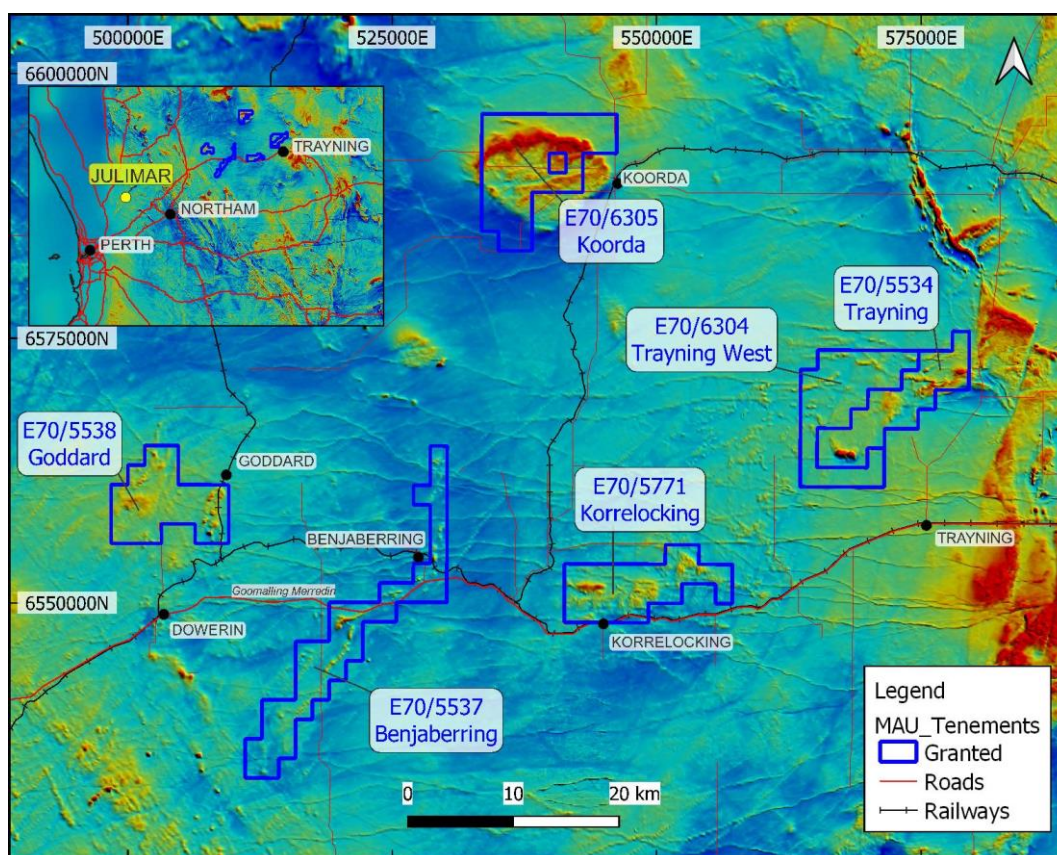 500000E
525000E
550000E
575000E
6600000N
TRAYNING
JULIMAR
NORTHAM
PERTH
KOORDA
E70/6305
Koorda
E70/5534
Trayning
E70/6304
Trayning West
6575000N
E70/5538
Goddard
GODDARD
E70/5771
Korrelocking
BENJABERRING
TRAYNING
Goomalling Merredin
6550000N
DOWERIN
KORRELOCKING
E70/5537
Benjaberring
Legend
MAU_Tenements
Granted
Roads
Railways
0 10 20 km